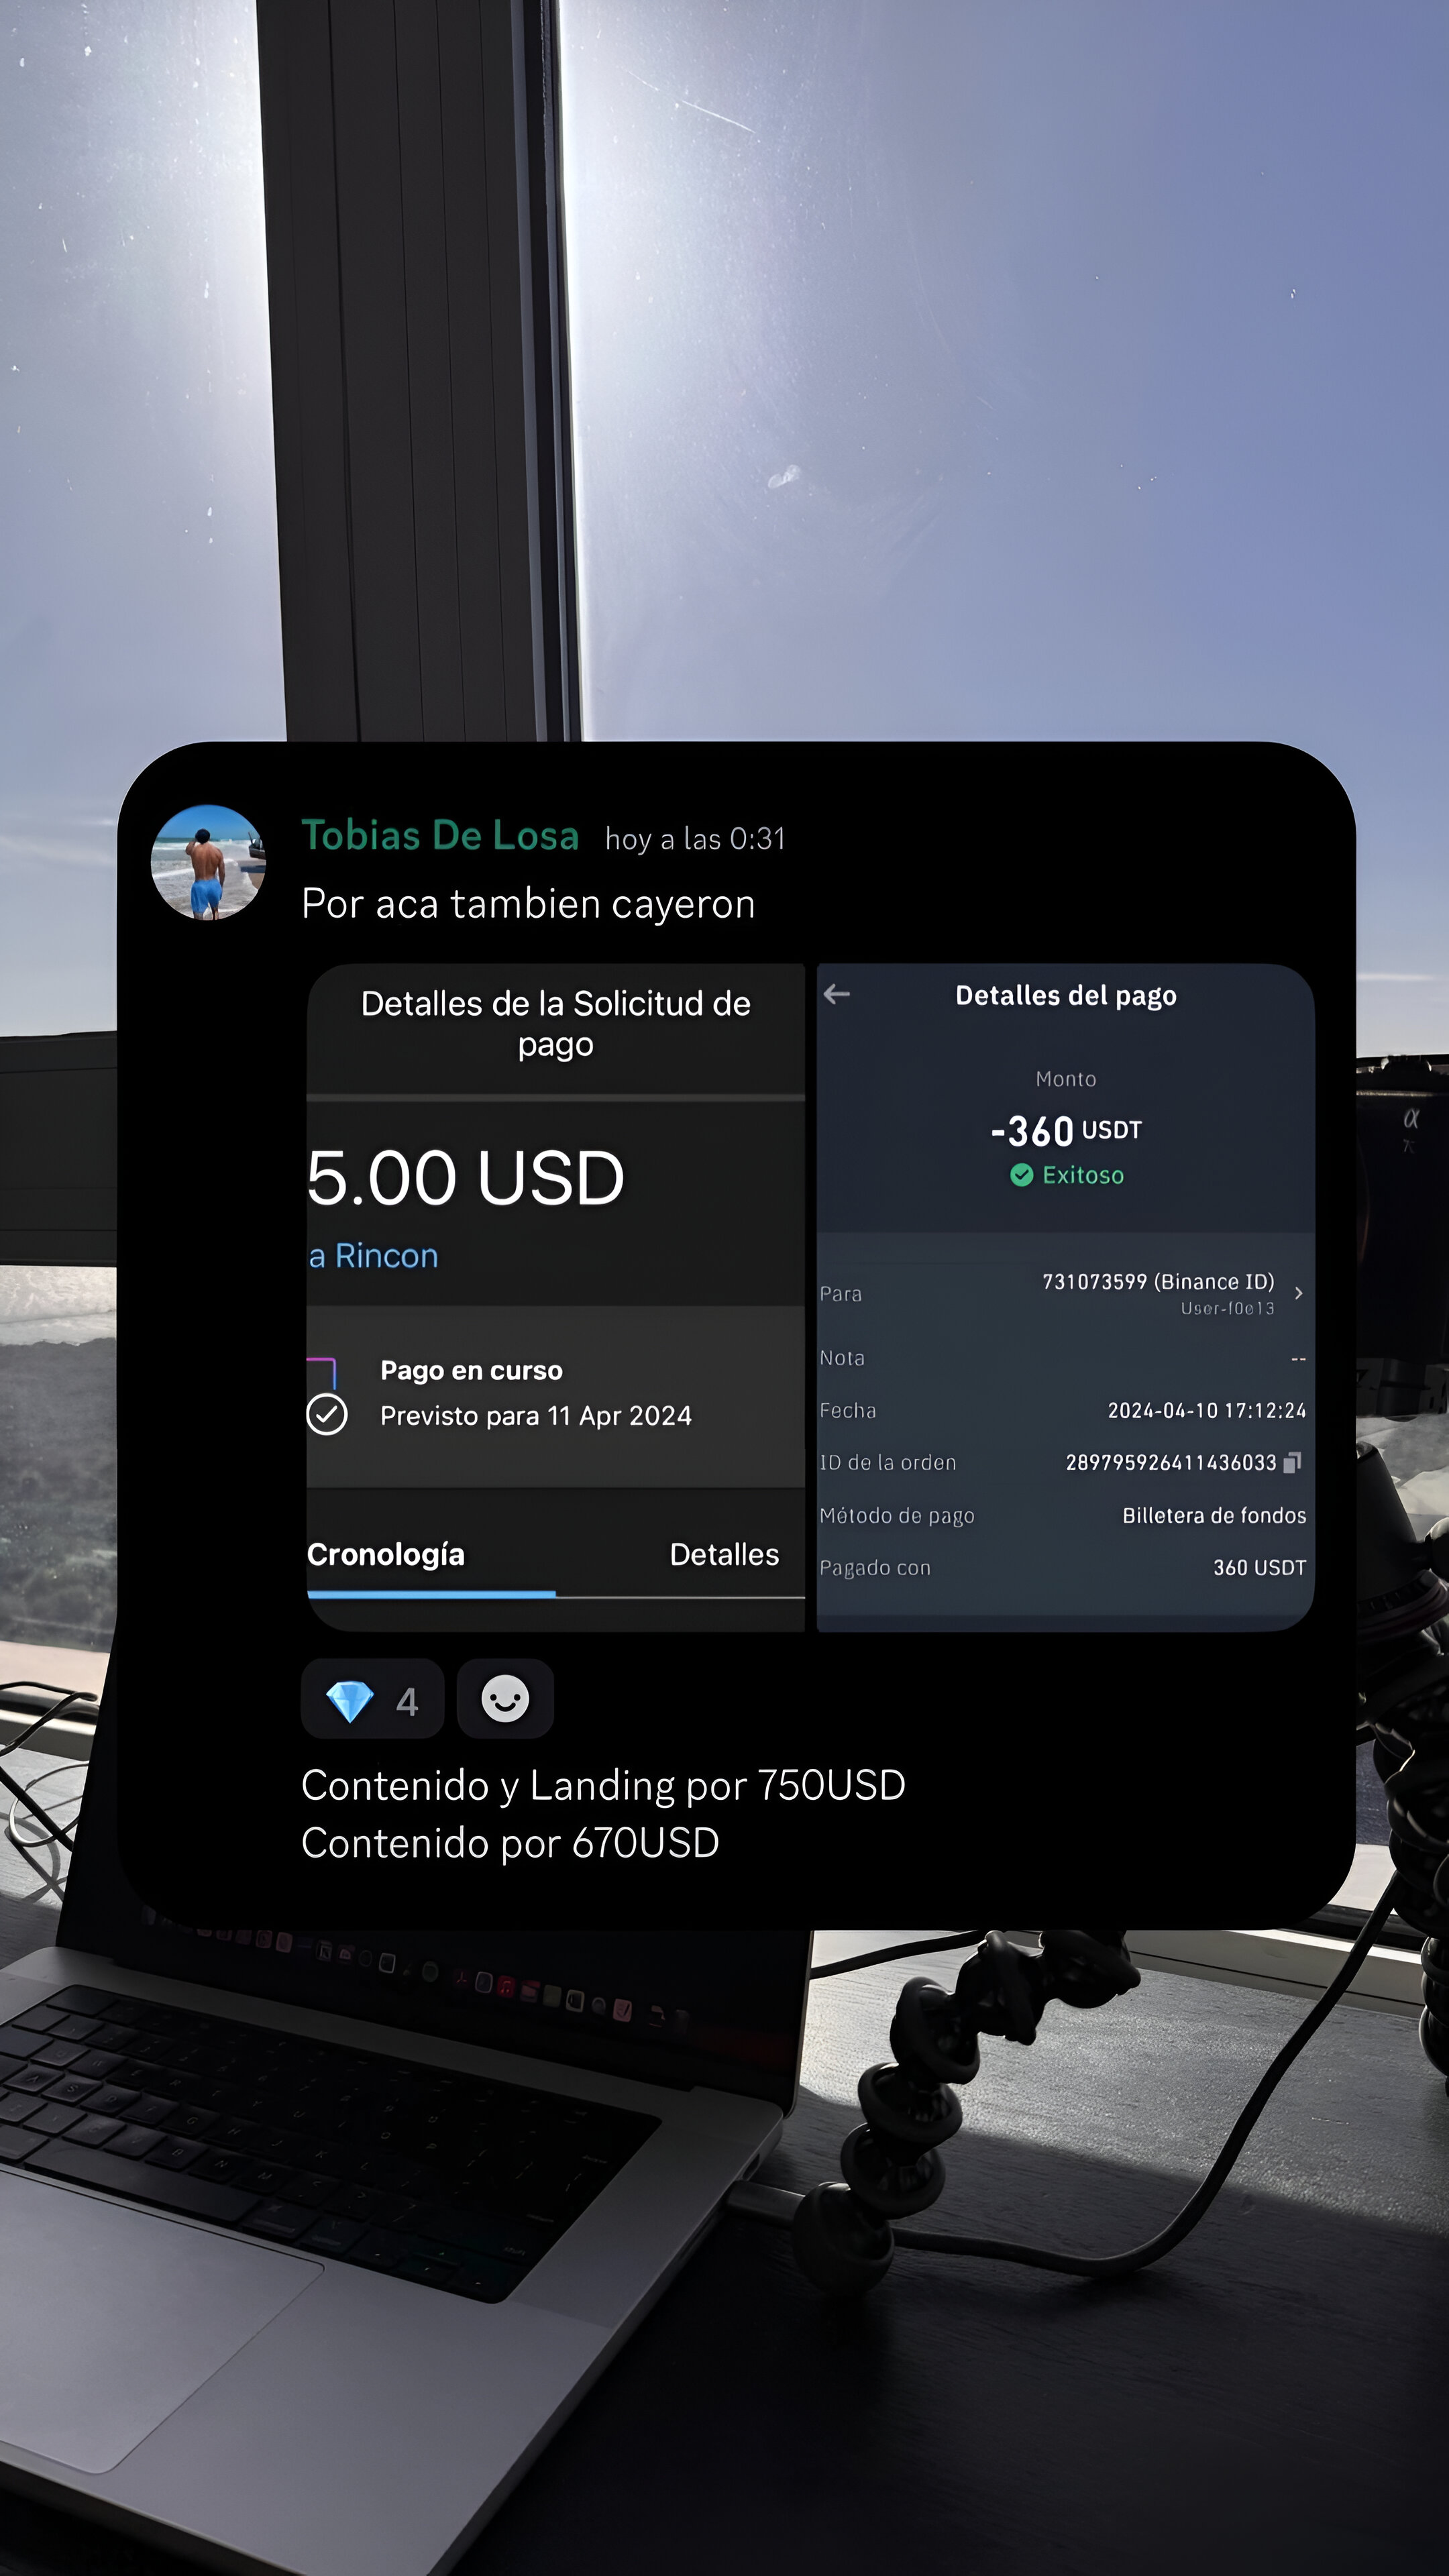 Tobias De Losa hoy a las 0:31
Por aca tambien cayeron
Detalles de la Solicitud de
pago
5.00 USD
a Rincon
Pago en curso
Previsto para 11 Apr 2024
Cronología Detalles
Detalles del pago
Monto
-360 USDT
Exitoso
Para 731073599 (Binance ID)
User-f0e13
Nota --
Fecha 2024-04-10 17:12:24
ID de la orden 289795926411436033
Método de pago Billetera de fondos
Pagado con 360 USDT
4
Contenido y Landing por 750USD
Contenido por 670USD
α